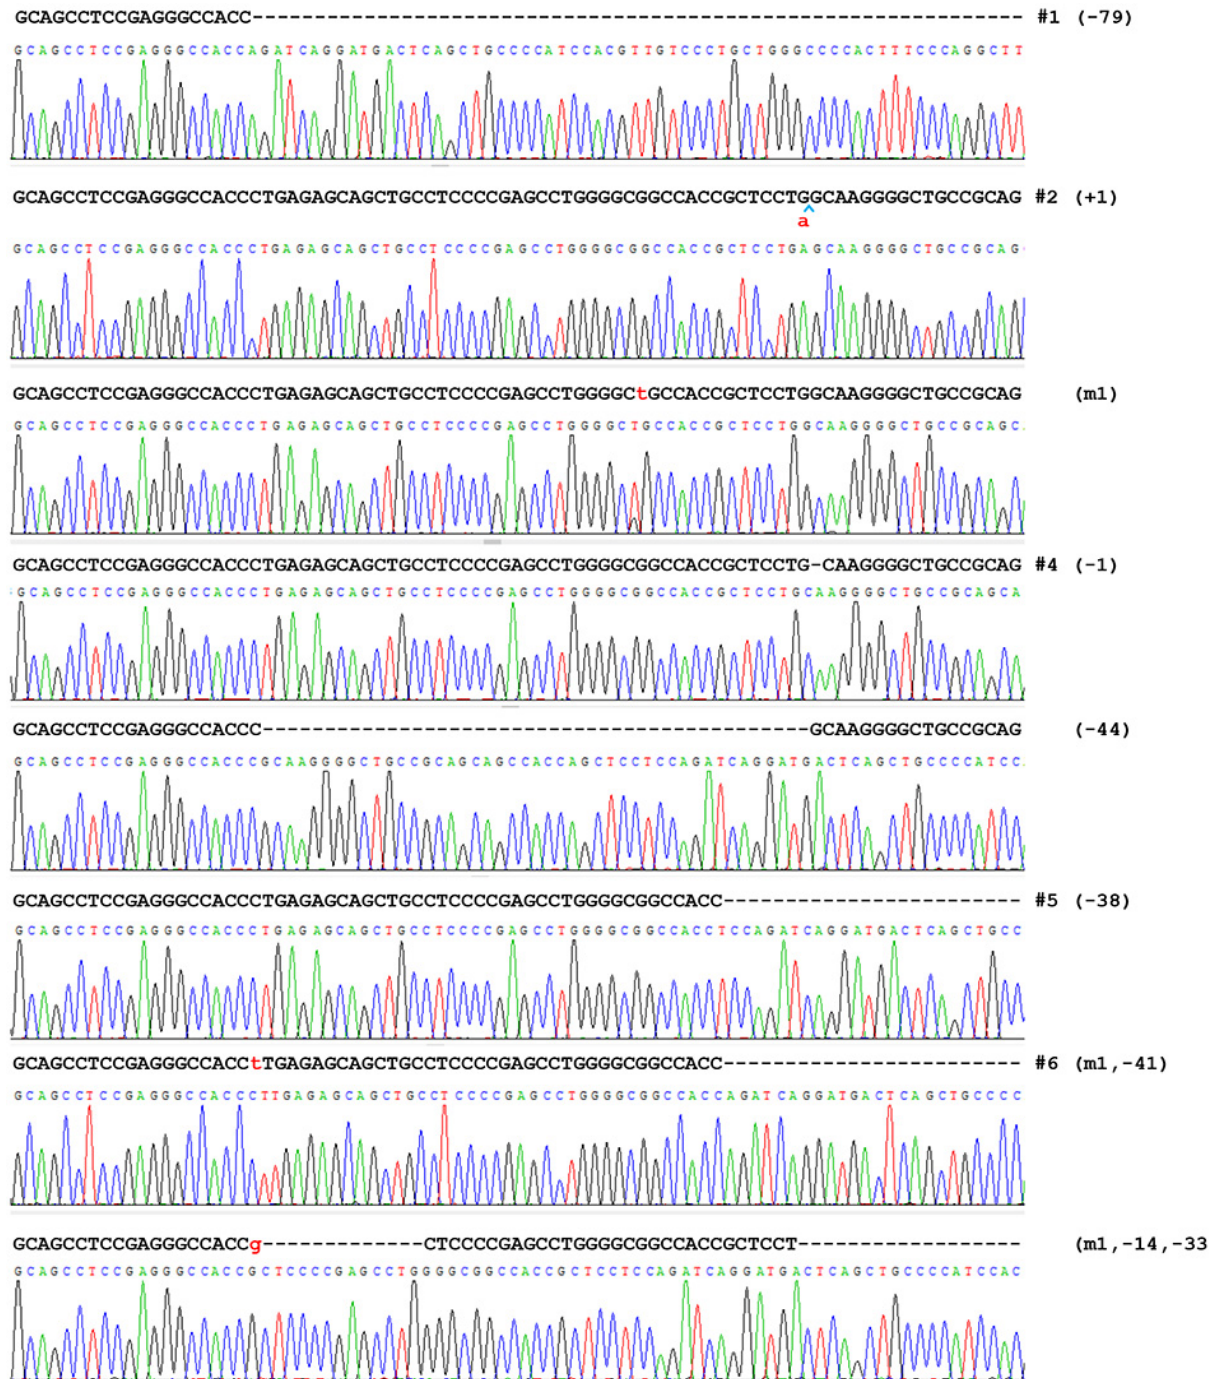 GCAGCCTCCGAGGGCCACC-------------------------------------------------------------- #1 (-79)
GCAGCCTCCGAGGGCCACCAGATCAGGATGACTCAGCTGCCCCATCCACGTTGTCCCTGCTGGGCCCCACTTTCCCAGGCTT
GCAGCCTCCGAGGGCCACCCTGAGAGCAGCTGCCTCCCCGAGCCTGGGGCGGCCACCGCTCCTGGCAAGGGGCTGCCGCAG #2 (+1)
^
a
GCAGCCTCCGAGGGCCACCCTGAGAGCAGCTGCCTCCCCGAGCCTGGGGCGGCCACCGCTCCTGAGCAAGGGGCTGCCGCAG
GCAGCCTCCGAGGGCCACCCTGAGAGCAGCTGCCTCCCCGAGCCTGGGGCtGCCACCGCTCCTGGCAAGGGGCTGCCGCAG (m1)
GCAGCCTCCGAGGGCCACCCTGAGAGCAGCTGCCTCCCCGAGCCTGGGGCTGCCACCGCTCCTGGCAAGGGGCTGCCGCAGC
GCAGCCTCCGAGGGCCACCCTGAGAGCAGCTGCCTCCCCGAGCCTGGGGCGGCCACCGCTCCTG-CAAGGGGCTGCCGCAG #4 (-1)
GCAGCCTCCGAGGGCCACCCTGAGAGCAGCTGCCTCCCCGAGCCTGGGGCGGCCACCGCTCCTGCAAGGGGCTGCCGCAGCA
GCAGCCTCCGAGGGCCACCC--------------------------------------------GCAAGGGGCTGCCGCAG (-44)
GCAGCCTCCGAGGGCCACCCGCAAGGGGCTGCCGCAGCAGCCACCAGCTCCTCCAGATCAGGATGACTCAGCTGCCCCATCC
GCAGCCTCCGAGGGCCACCCTGAGAGCAGCTGCCTCCCCGAGCCTGGGGCGGCCACC------------------------ #5 (-38)
GCAGCCTCCGAGGGCCACCCTGAGAGCAGCTGCCTCCCCGAGCCTGGGGCGGCCACCTCCAGATCAGGATGACTCAGCTGCC
GCAGCCTCCGAGGGCCACCtTGAGAGCAGCTGCCTCCCCGAGCCTGGGGCGGCCACC------------------------ #6 (m1,-41)
GCAGCCTCCGAGGGCCACCCTTGAGAGCAGCTGCCTCCCCGAGCCTGGGGCGGCCACCAGATCAGGATGACTCAGCTGCCCC
GCAGCCTCCGAGGGCCACCg-------------CTCCCCGAGCCTGGGGCGGCCACCGCTCCT------------------ (m1,-14,-33
GCAGCCTCCGAGGGCCACCGCTCCCCGAGCCTGGGGCGGCCACCGCTCCTCCAGATCAGGATGACTCAGCTGCCCCATCCAC